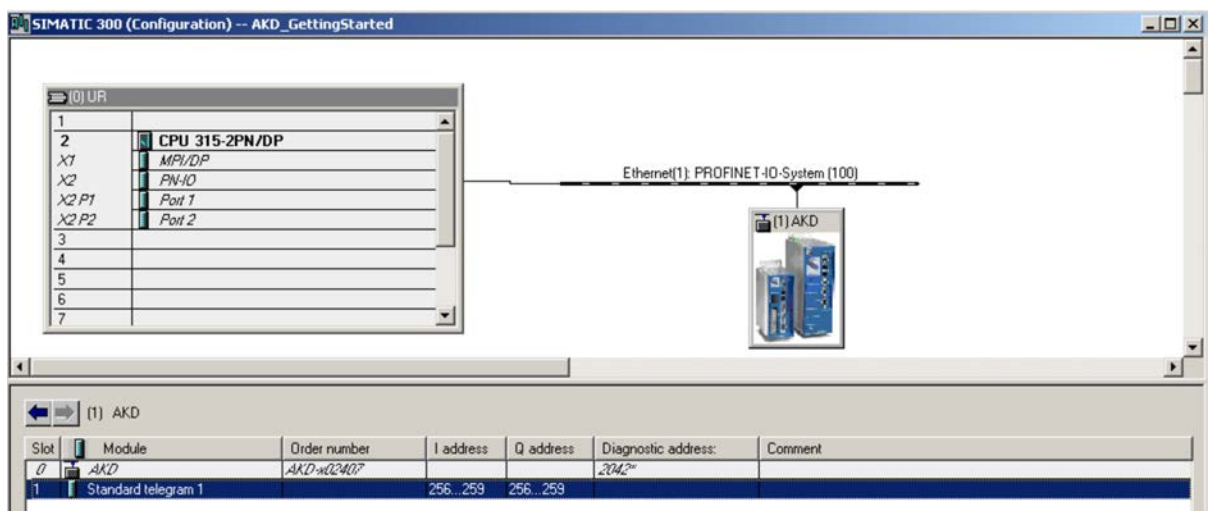 SIMATIC 300 (Configuration) -- AKD_GettingStarted
(0) UR
1
2 CPU 315-2PN/DP
X1 MPI/DP
X2 PN-IO
X2 P1 Port 1
X2 P2 Port 2
3
4
5
6
7
Ethernet(1): PROFINET-IO-System (100)
(1) AKD
(1) AKD
Slot Module Order number I address Q address Diagnostic address: Comment
0 AKD AKD-x02407 2042*
1 Standard telegram 1 256...259 256...259